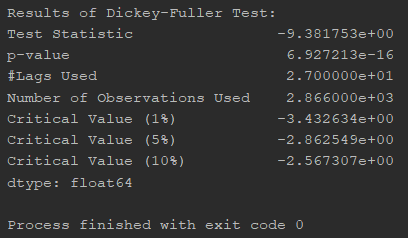 Results of Dickey-Fuller Test:
Test Statistic                -9.381753e+00
p-value                        6.927213e-16
#Lags Used                     2.700000e+01
Number of Observations Used    2.866000e+03
Critical Value (1%)           -3.432634e+00
Critical Value (5%)           -2.862549e+00
Critical Value (10%)          -2.567307e+00
dtype: float64
Process finished with exit code 0